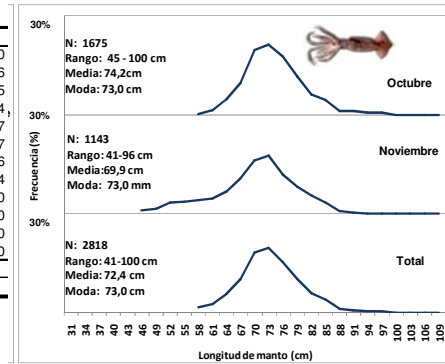 30%
N: 1675
Rango: 45 - 100 cm
Media: 74,2cm
Moda: 73,0 cm
Octubre
30%
N: 1143
Rango: 41-96 cm
Media:69,9 cm
Moda: 73,0 mm
Noviembre
Frecuencia (%)
30%
N: 2818
Rango: 41-100 cm
Media: 72,4 cm
Moda: 73,0 cm
Total
31 34 37 40 43 46 49 52 55 58 61 64 67 70 73 76 79 82 85 88 91 94 97 100 103 106 109
Longitud de manto (cm)